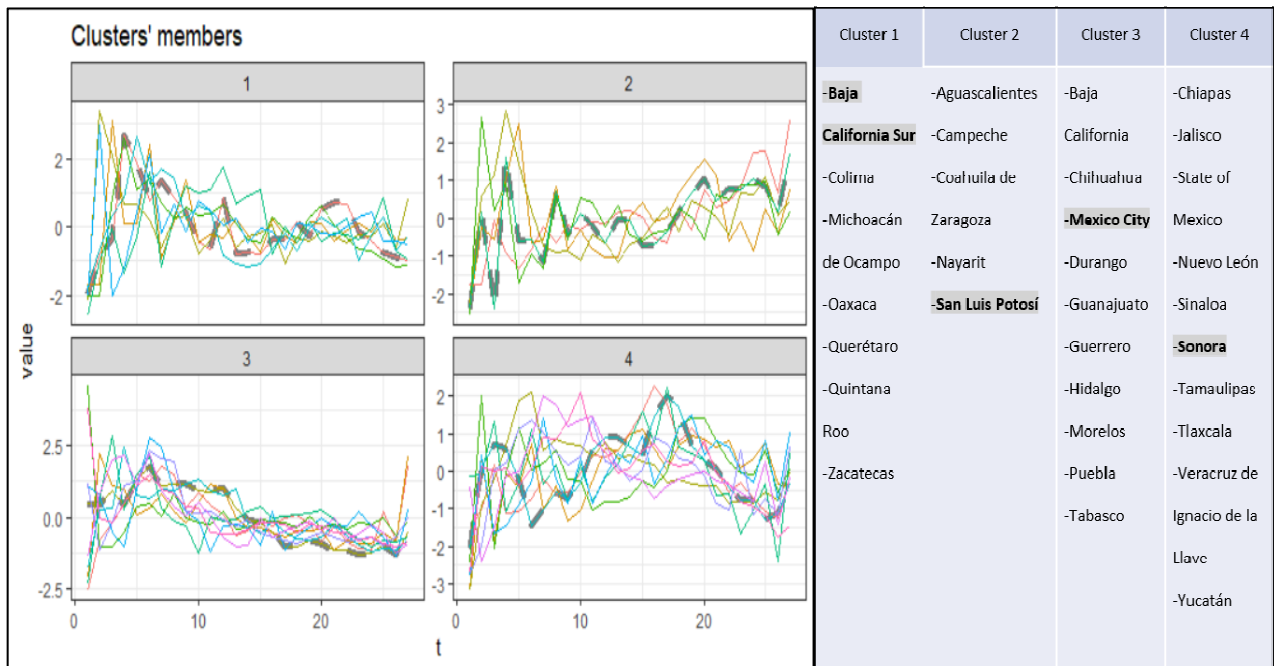 Clusters' members
1
2
2
0
-2
3
2
1
0
-1
-2
3
4
2.5
0.0
-2.5
2
1
0
-1
-2
-3
0
10
20
0
10
20
value
t
Cluster 1
-Baja
California Sur
-Colima
-Michoacán
de Ocampo
-Oaxaca
-Querétaro
-Quintana
Roo
-Zacatecas
Cluster 2
-Aguascalientes
-Campeche
-Coahuila de
Zaragoza
-Nayarit
-San Luis Potosí
Cluster 3
-Baja
California
-Chihuahua
-Mexico City
-Durango
-Guanajuato
-Guerrero
-Hidalgo
-Morelos
-Puebla
-Tabasco
Cluster 4
-Chiapas
-Jalisco
-State of
Mexico
-Nuevo León
-Sinaloa
-Sonora
-Tamaulipas
-Tlaxcala
-Veracruz de
Ignacio de la
Llave
-Yucatán